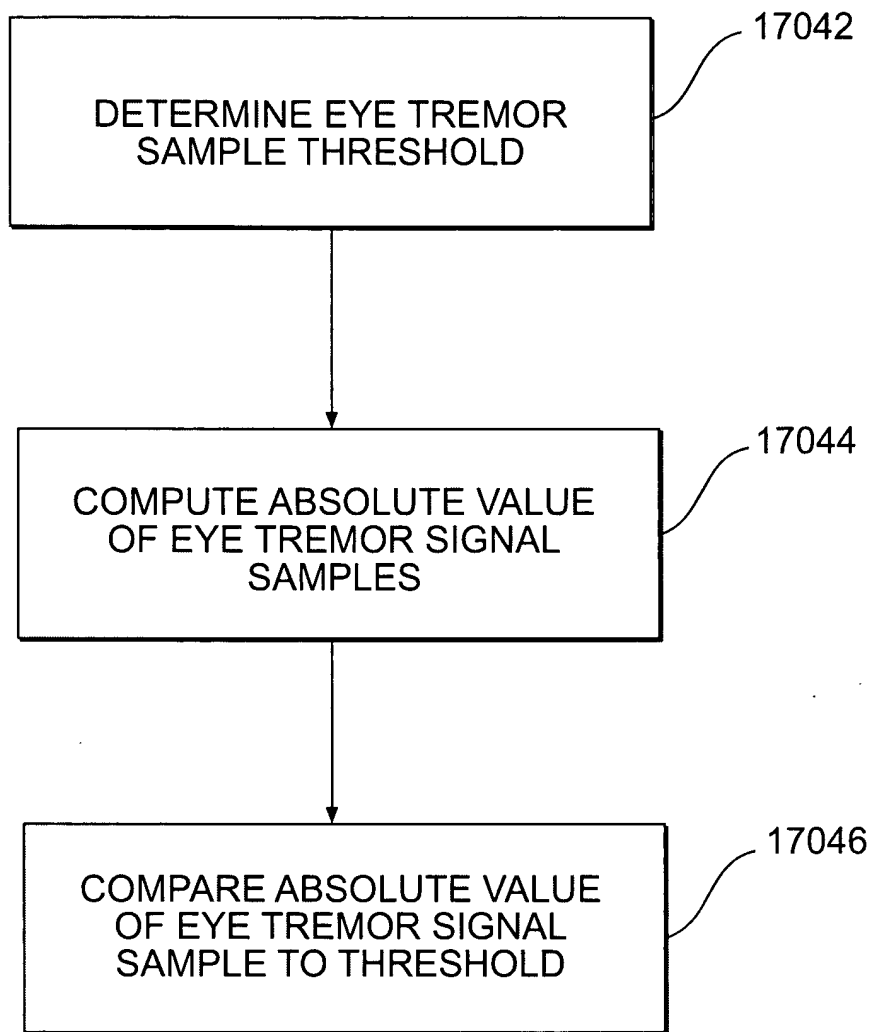 17042
DETERMINE EYE TREMOR
SAMPLE THRESHOLD
17044
COMPUTE ABSOLUTE VALUE
OF EYE TREMOR SIGNAL
SAMPLES
17046
COMPARE ABSOLUTE VALUE
OF EYE TREMOR SIGNAL
SAMPLE TO THRESHOLD